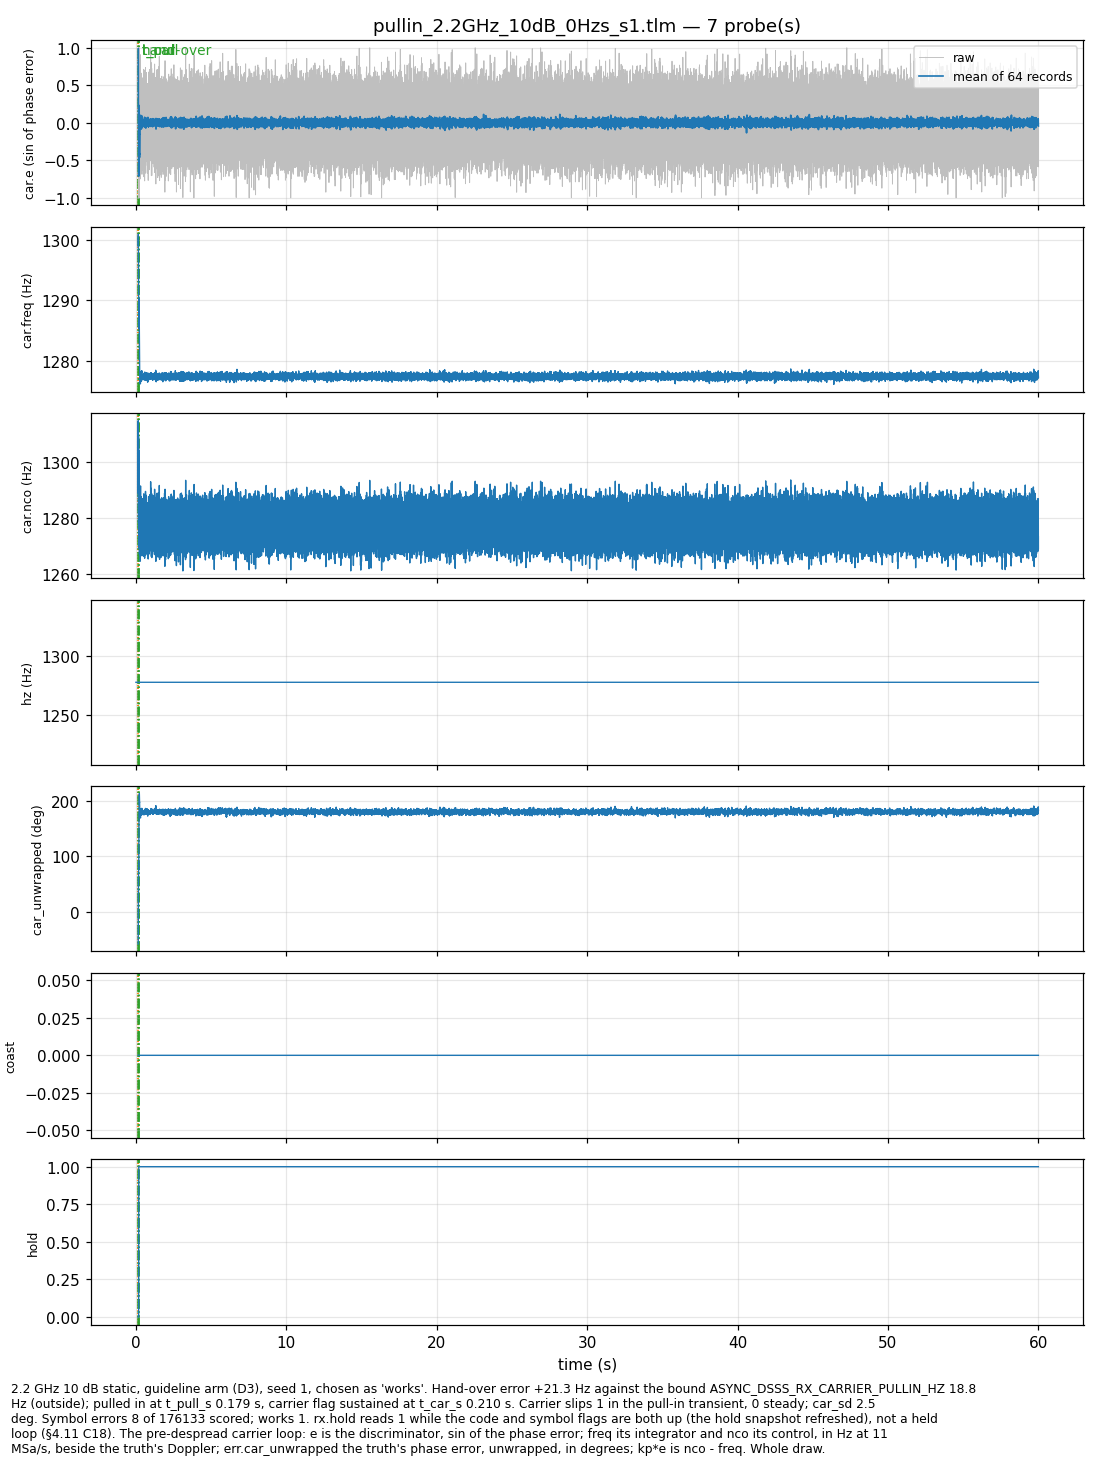 pullin_2.2GHz_10dB_0Hzs_s1.tlm — 7 probe(s)
hand-over
raw
mean of 64 records
car.e (sin of phase error)
1.0
0.5
0.0
−0.5
−1.0
car.freq (Hz)
1300
1290
1280
car.nco (Hz)
1300
1280
1260
hz (Hz)
1300
1250
car_unwrapped (deg)
200
100
0
coast
0.050
0.025
0.000
−0.025
−0.050
hold
1.00
0.75
0.50
0.25
0.00
0 10 20 30 40 50 60
time (s)
2.2 GHz 10 dB static, guideline arm (D3), seed 1, chosen as 'works'. Hand-over error +21.3 Hz against the bound ASYNC_DSSS_RX_CARRIER_PULLIN_HZ 18.8
Hz (outside); pulled in at t_pull_s 0.179 s, carrier flag sustained at t_car_s 0.210 s. Carrier slips 1 in the pull-in transient, 0 steady; car_sd 2.5
deg. Symbol errors 8 of 176133 scored; works 1. rx.hold reads 1 while the code and symbol flags are both up (the hold snapshot refreshed), not a held
loop (§4.11 C18). The pre-despread carrier loop: e is the discriminator, sin of the phase error; freq its integrator and nco its control, in Hz at 11
MSa/s, beside the truth's Doppler; err.car_unwrapped the truth's phase error, unwrapped, in degrees; kp*e is nco - freq. Whole draw.